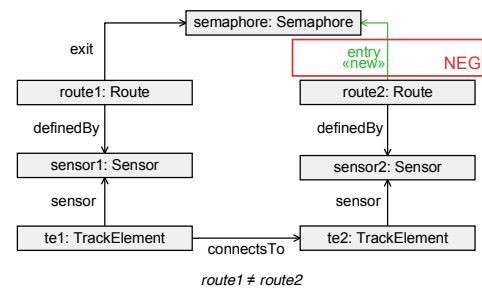 semaphore: Semaphore
exit
entry
«new»
NEG
route1: Route
route2: Route
definedBy
definedBy
sensor1: Sensor
sensor2: Sensor
sensor
sensor
te1: TrackElement
te2: TrackElement
connectsTo
route1 ≠ route2